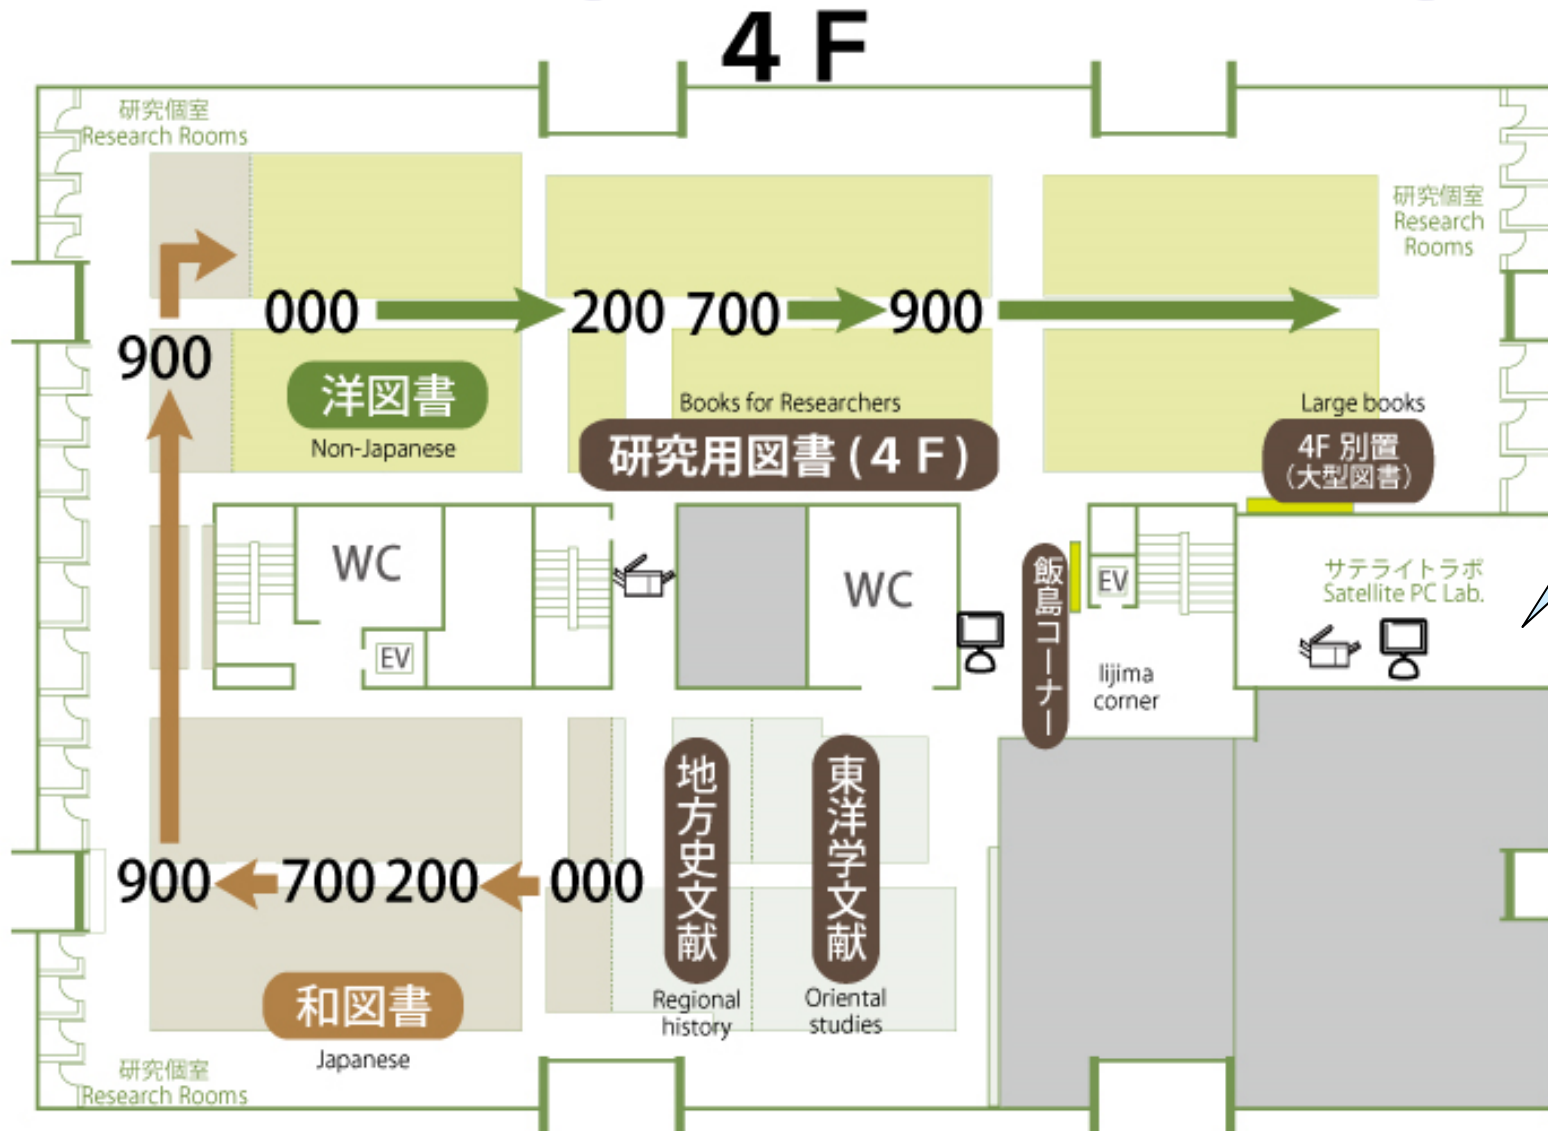 4 F
研究個室
Research Rooms
研究個室
Research
Rooms
000
200
700
900
900
洋図書
Non-Japanese
Books for Researchers
研究用図書(4 F)
Large books
4F 別置
(大型図書)
WC
EV
WC
飯島コーナー
EV
Iijima
corner
サテライトラボ
Satellite PC Lab.
900
700
200
000
地方史文献
Regional
history
東洋学文献
Oriental
studies
和図書
Japanese
研究個室
Research Rooms